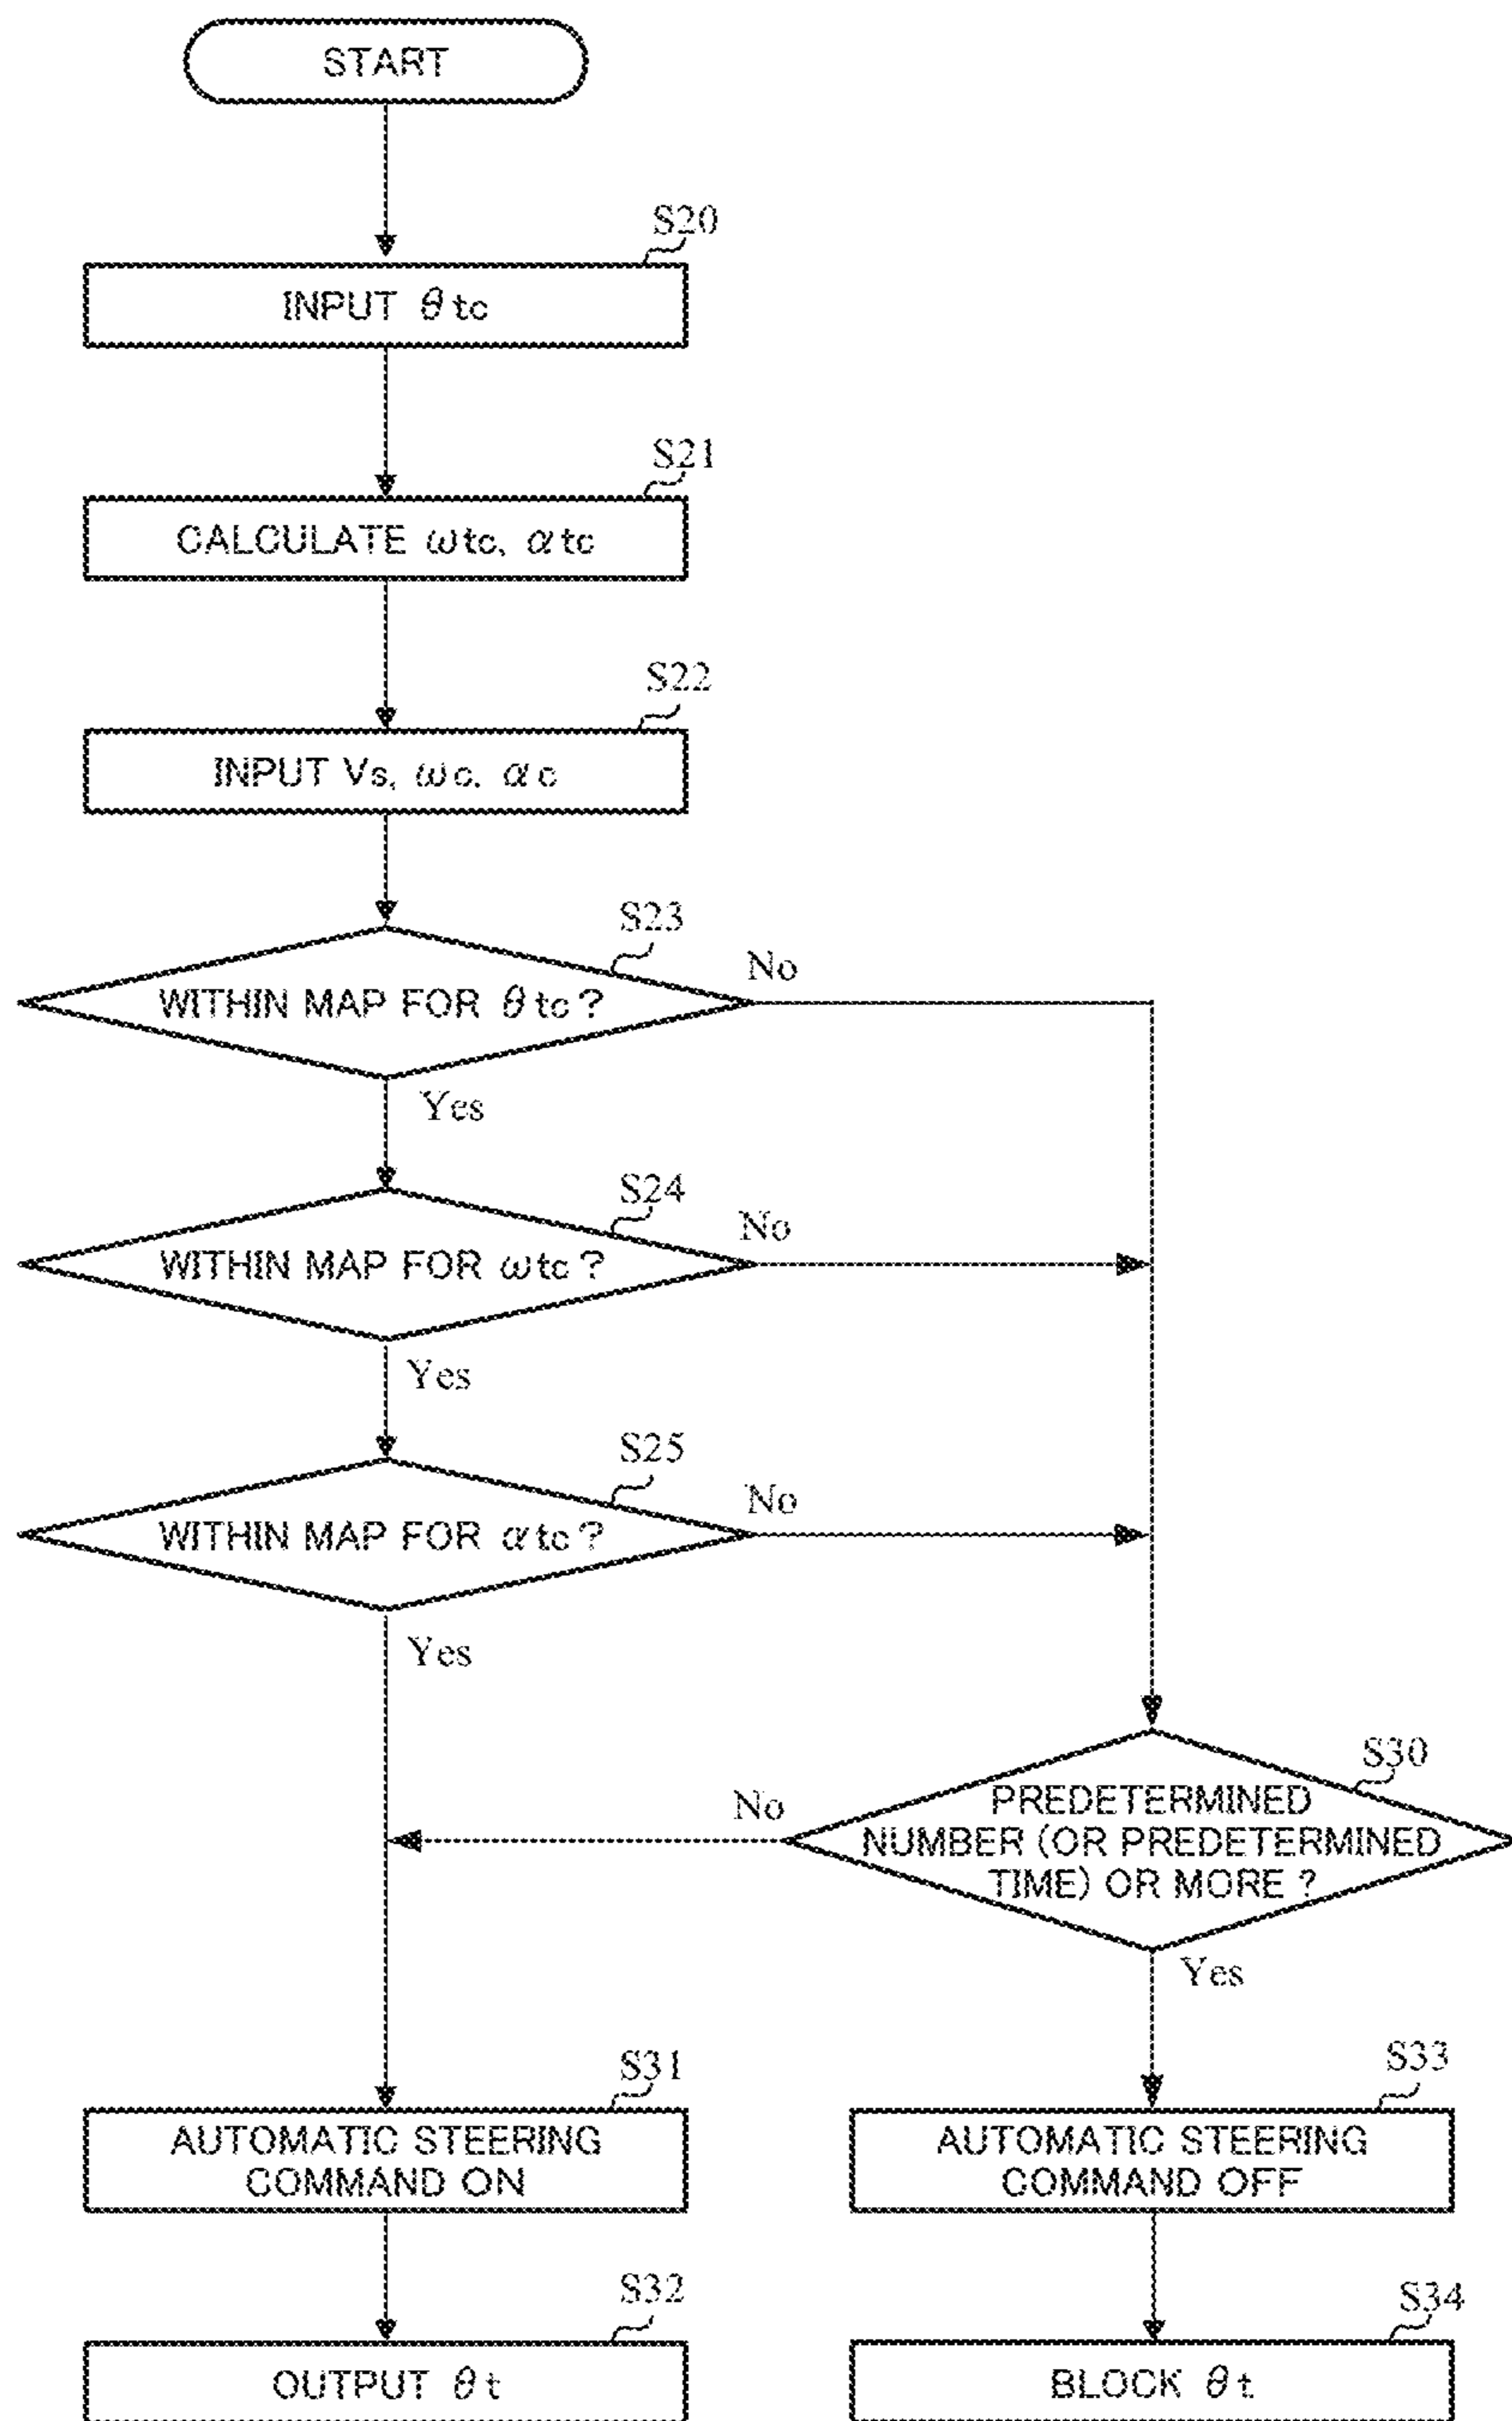 START
S20
INPUT θtc
S21
CALCULATE ωtc, αtc
S22
INPUT Vs, ωc, αc
S23
No
WITHIN MAP FOR θtc?
Yes
S24
No
WITHIN MAP FOR ωtc?
Yes
S25
No
WITHIN MAP FOR αtc?
Yes
S30
No
PREDETERMINED
NUMBER (OR PREDETERMINED
TIME) OR MORE?
Yes
S31
AUTOMATIC STEERING
COMMAND ON
S33
AUTOMATIC STEERING
COMMAND OFF
S32
OUTPUT θt
S34
BLOCK θt